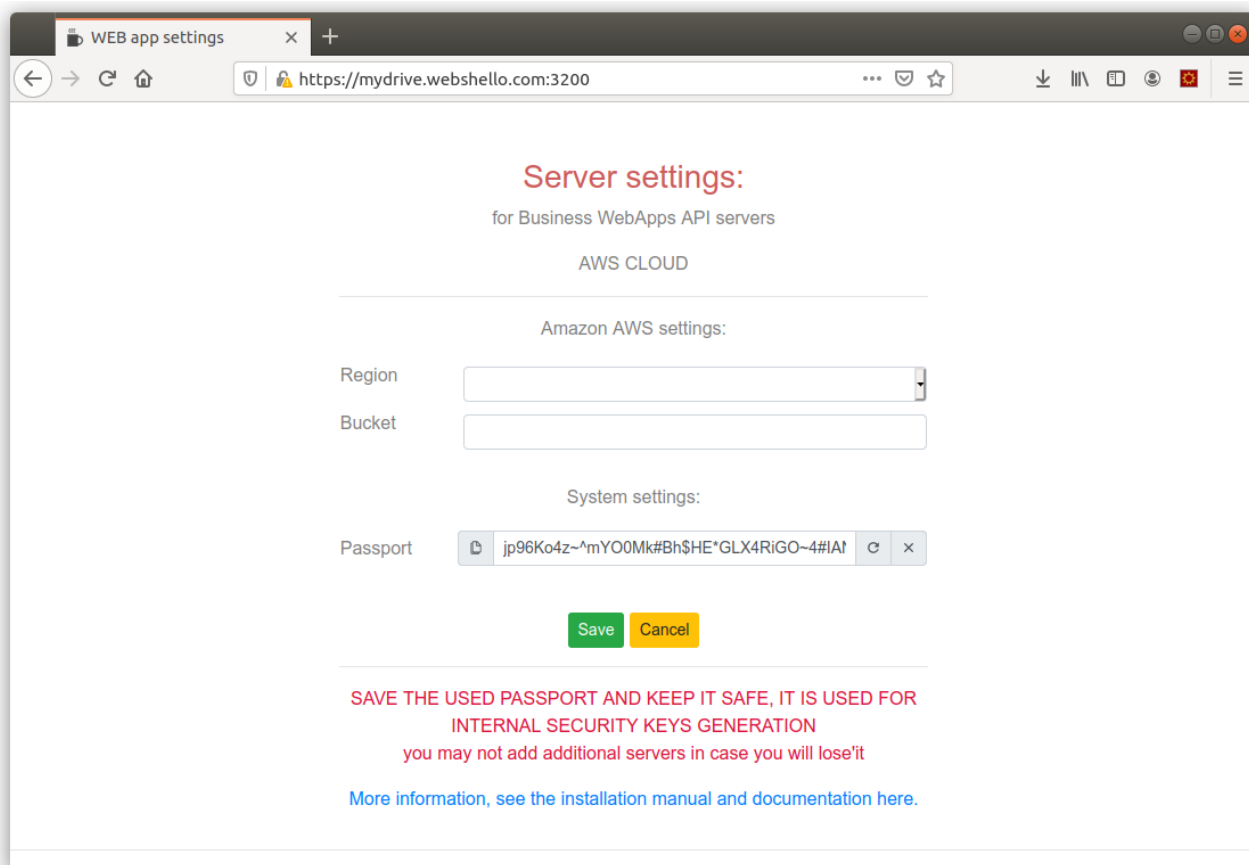 WEB app settings
https://mydrive.webshello.com:3200
Server settings:
for Business WebApps API servers
AWS CLOUD
Amazon AWS settings:
Region
Bucket
System settings:
Passport jp96Ko4z~^mYO0Mk#Bh$HE*GLX4RiGO~4#
Save Cancel
SAVE THE USED PASSPORT AND KEEP IT SAFE, IT IS USED FOR
INTERNAL SECURITY KEYS GENERATION
you may not add additional servers in case you will lose'it
More information, see the installation manual and documentation here.